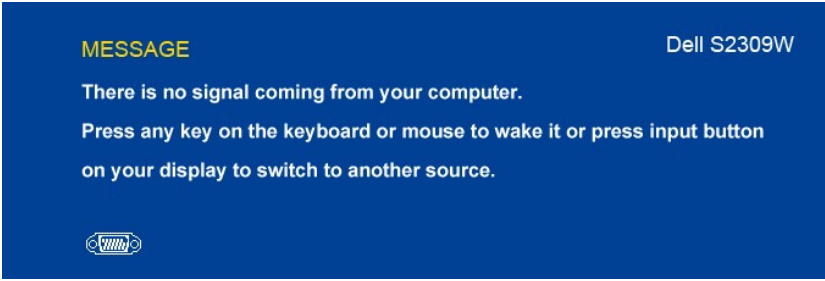 MESSAGE
Dell S2309W
There is no signal coming from your computer.
Press any key on the keyboard or mouse to wake it or press input button
on your display to switch to another source.